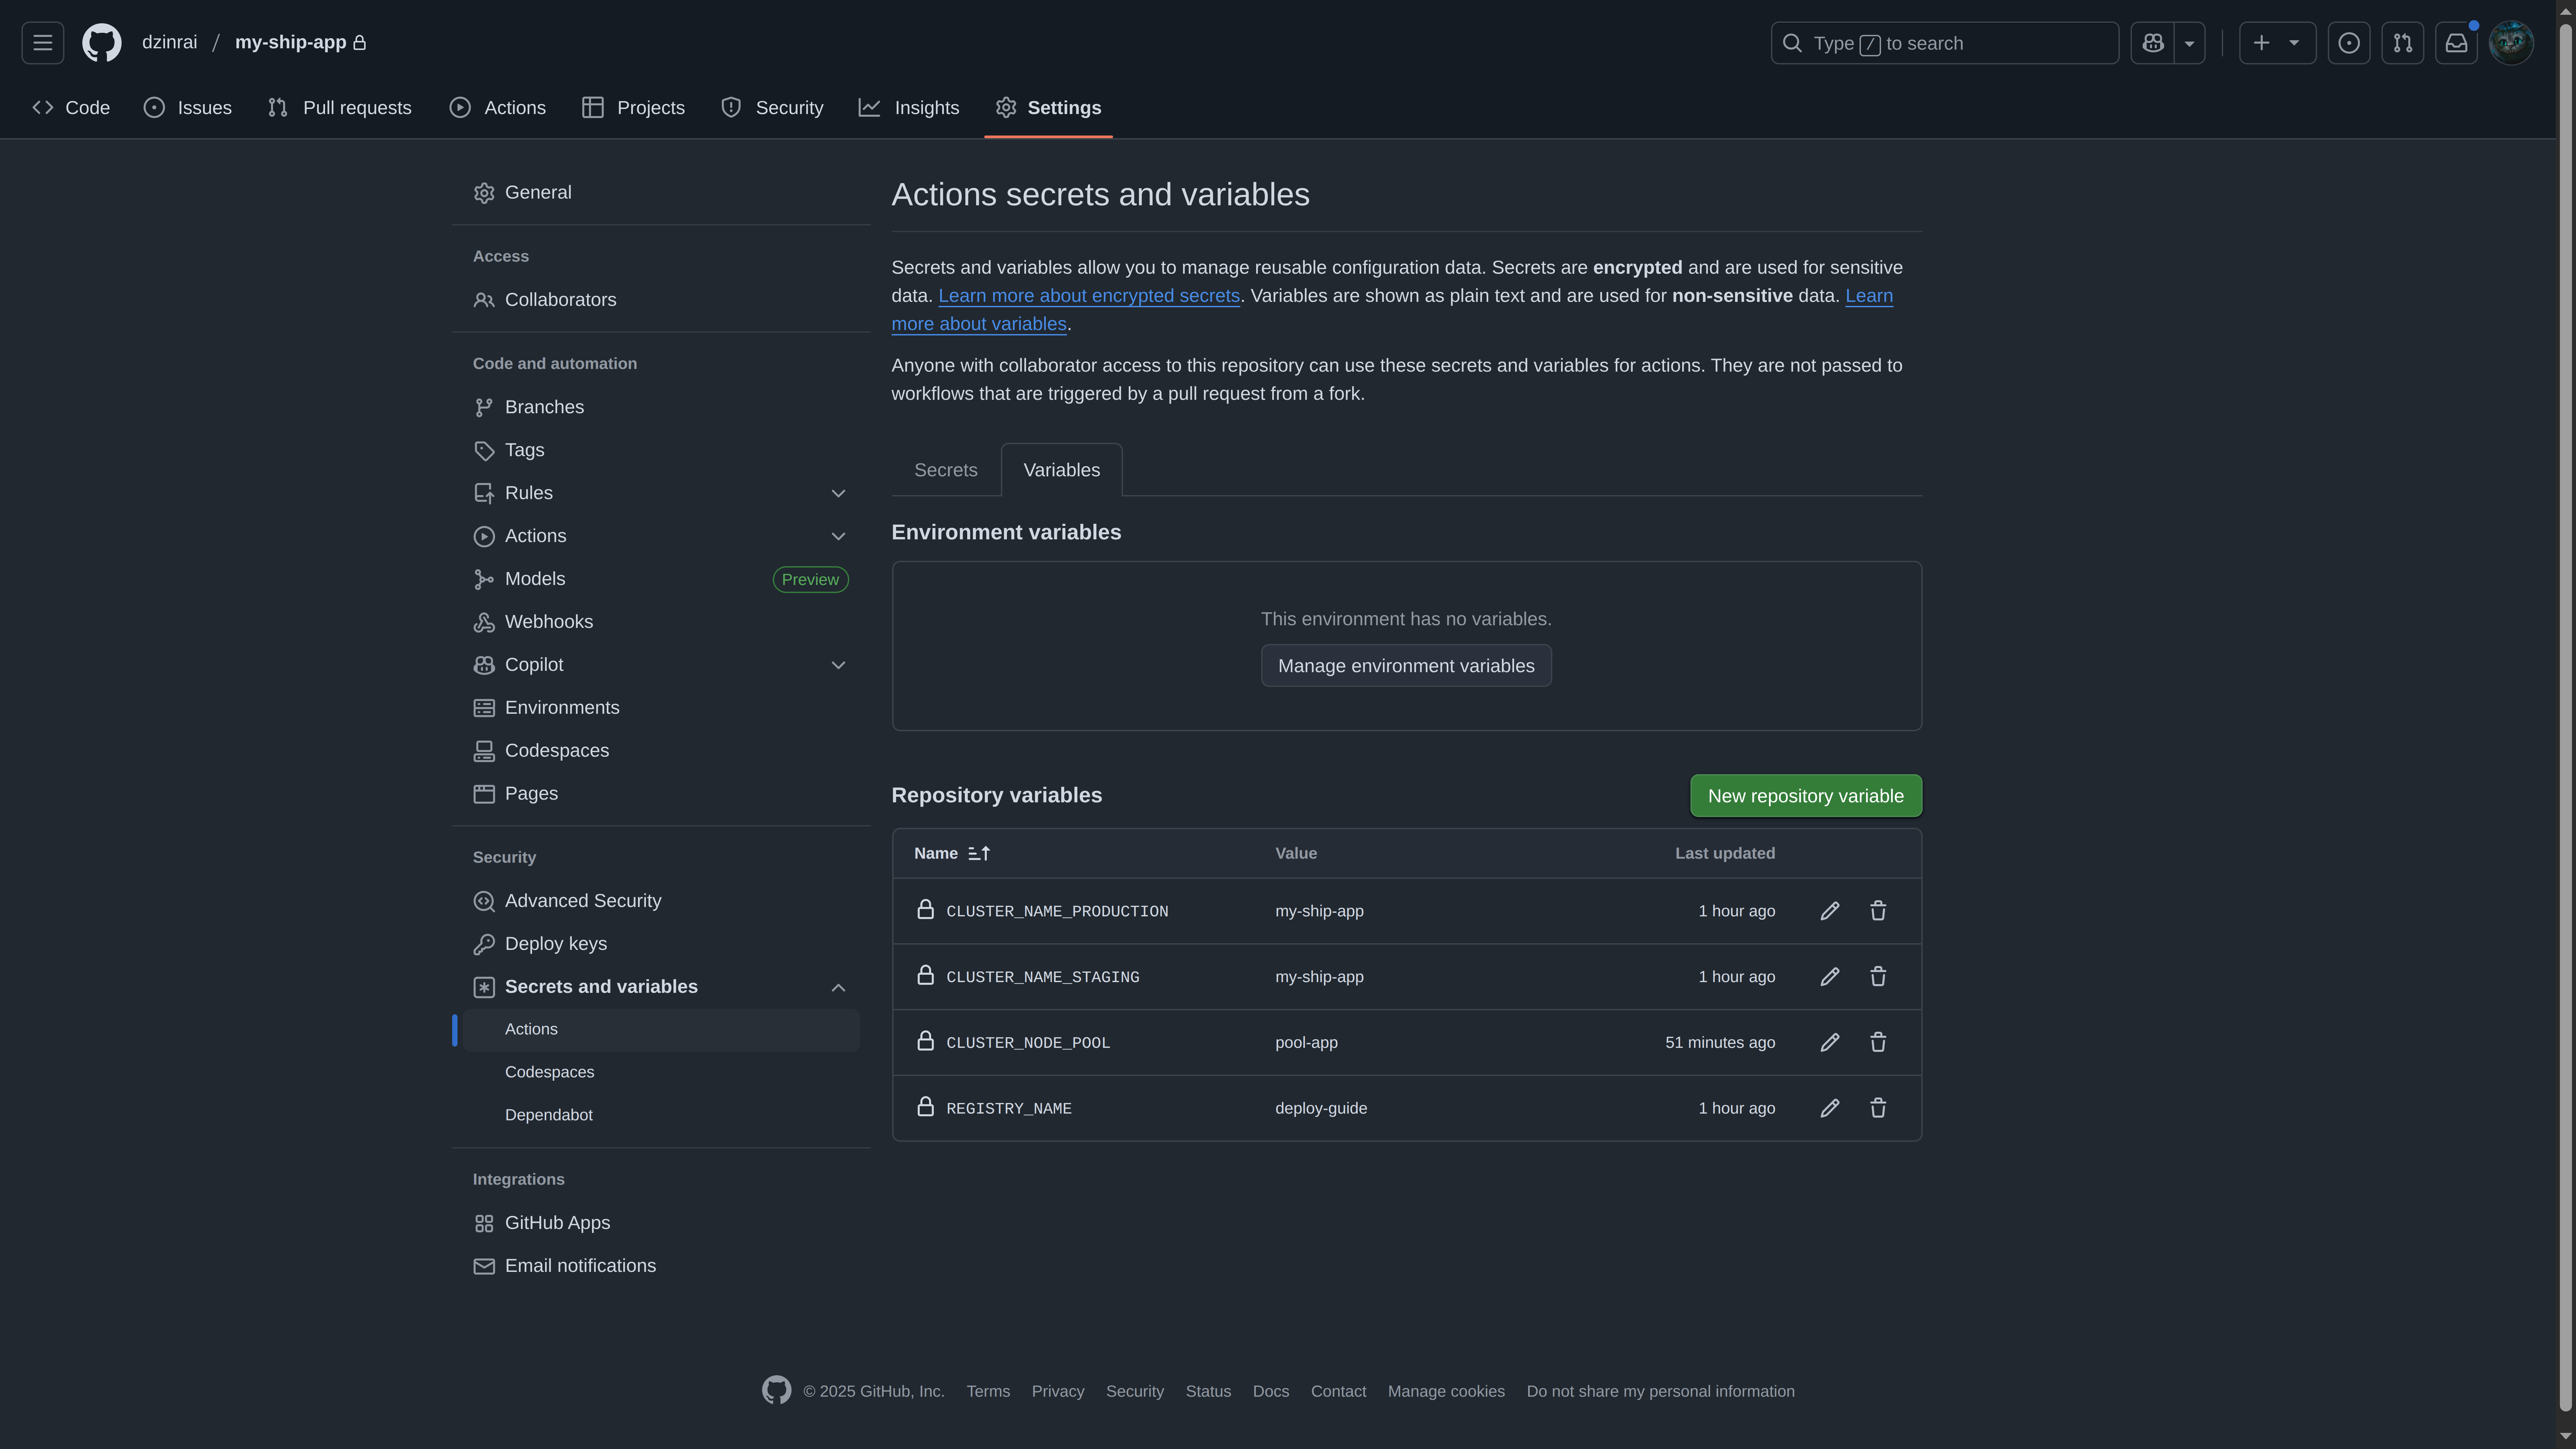 dzinrai / my-ship-app
Type / to search
Code Issues Pull requests Actions Projects Security Insights Settings
General
Access
Collaborators
Code and automation
Branches
Tags
Rules
Actions
Models Preview
Webhooks
Copilot
Environments
Codespaces
Pages
Security
Advanced Security
Deploy keys
Secrets and variables
Actions
Codespaces
Dependabot
Integrations
GitHub Apps
Email notifications
Actions secrets and variables
Secrets and variables allow you to manage reusable configuration data. Secrets are encrypted and are used for sensitive
data. Learn more about encrypted secrets. Variables are shown as plain text and are used for non-sensitive data. Learn
more about variables.
Anyone with collaborator access to this repository can use these secrets and variables for actions. They are not passed to
workflows that are triggered by a pull request from a fork.
Secrets Variables
Environment variables
This environment has no variables.
Manage environment variables
Repository variables New repository variable
Name Value Last updated
CLUSTER_NAME_PRODUCTION my-ship-app 1 hour ago
CLUSTER_NAME_STAGING my-ship-app 1 hour ago
CLUSTER_NODE_POOL pool-app 51 minutes ago
REGISTRY_NAME deploy-guide 1 hour ago
© 2025 GitHub, Inc. Terms Privacy Security Status Docs Contact Manage cookies Do not share my personal information